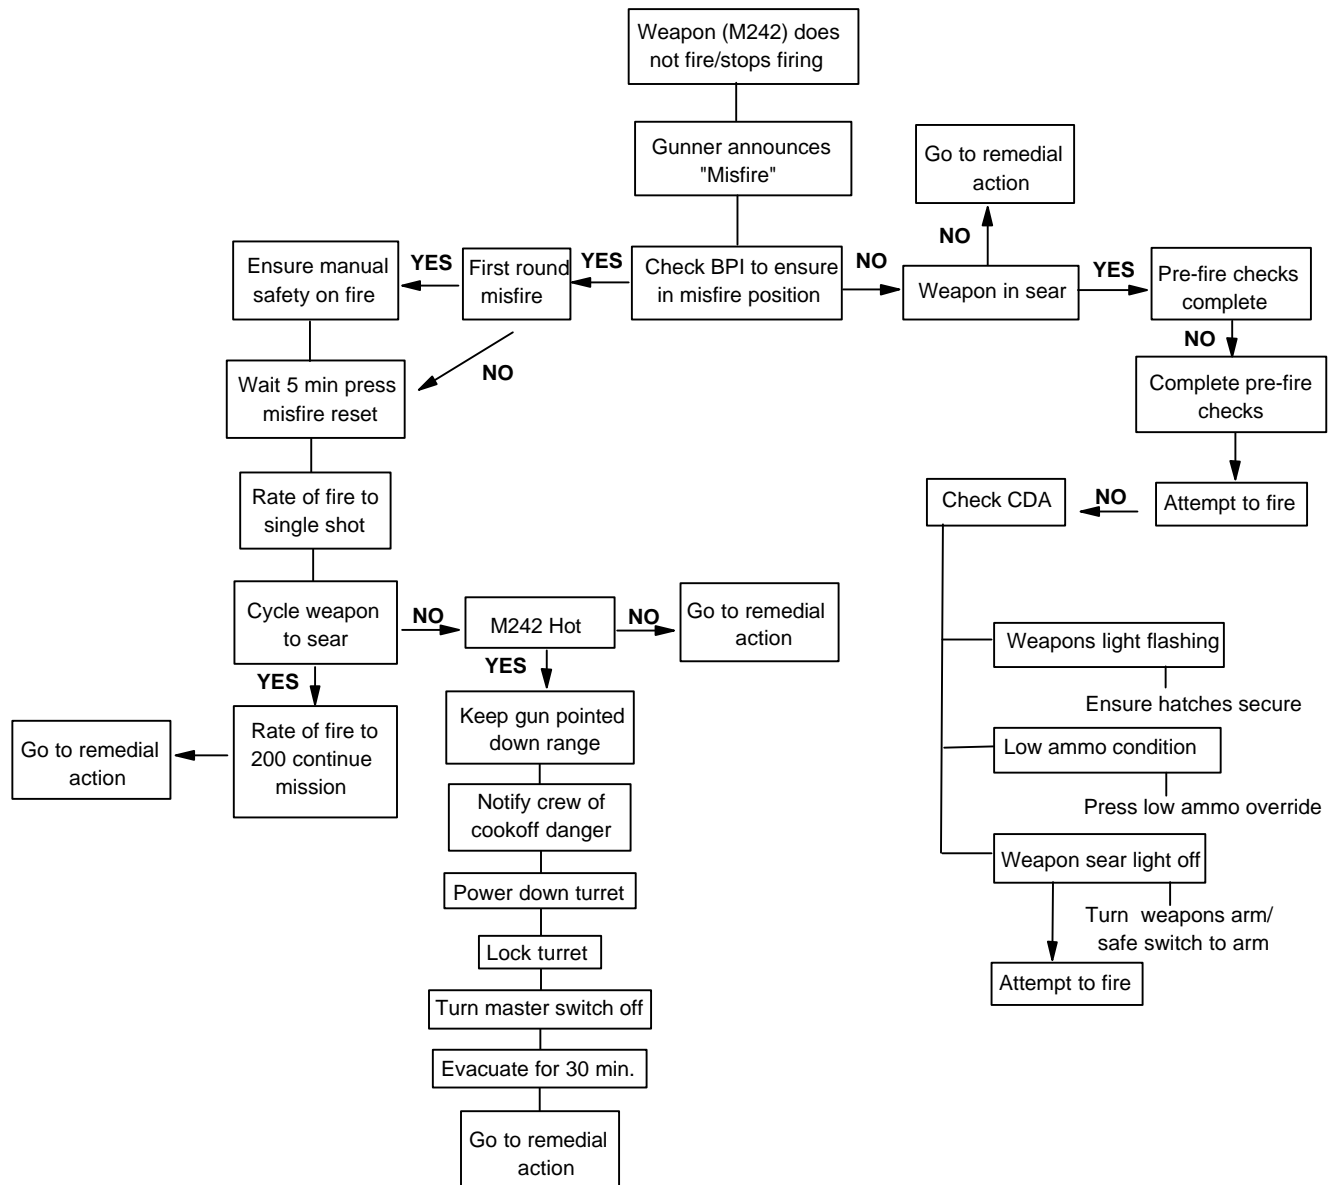 Weapon (M242) does
not fire/stops firing
Gunner announces
"Misfire"
Go to remedial
action
NO
Ensure manual
safety on fire
YES
First round
misfire
YES
Check BPI to ensure
in misfire position
NO
Weapon in sear
YES
Pre-fire checks
complete
NO
NO
Wait 5 min press
misfire reset
Complete pre-fire
checks
Rate of fire to
single shot
Check CDA
NO
Attempt to fire
Cycle weapon
to sear
NO
M242 Hot
NO
Go to remedial
action
YES
YES
Weapons light flashing
Ensure hatches secure
Go to remedial
action
Rate of fire to
200 continue
mission
Keep gun pointed
down range
Low ammo condition
Press low ammo override
Notify crew of
cookoff danger
Weapon sear light off
Turn weapons arm/
safe switch to arm
Power down turret
Lock turret
Attempt to fire
Turn master switch off
Evacuate for 30 min.
Go to remedial
action